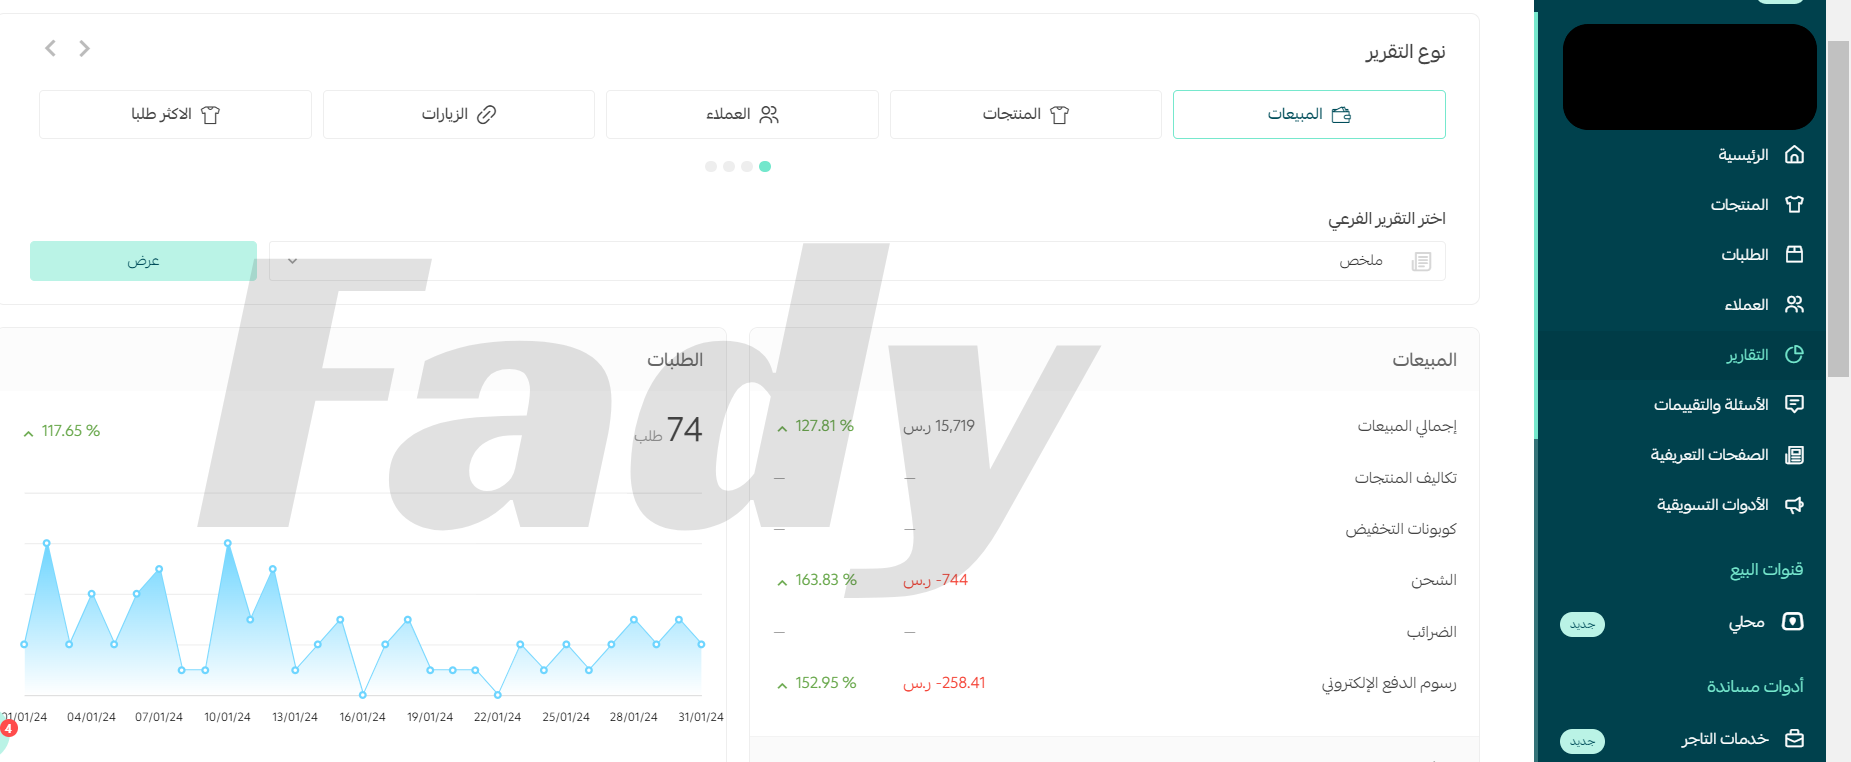 الرئيسية
المنتجات
الطلبات
العملاء
التقارير
الأسئلة والتقييمات
الصفحات التعريفية
الأدوات التسويقية
قنوات البيع
محلي جديد
أدوات مساندة
خدمات التاجر جديد
نوع التقرير
المبيعات
المنتجات
العملاء
الزيارات
الاكثر طلبا
اختر التقرير الفرعي
ملخص
عرض
المبيعات
إجمالي المبيعات 15,719 ر.س 127.81 %
تكاليف المنتجات — —
كوبونات التخفيض — —
الشحن -744 ر.س 163.83 %
الضرائب — —
رسوم الدفع الإلكتروني -258.41 ر.س 152.95 %
الطلبات
74 طلب 117.65 %
01/01/24 04/01/24 07/01/24 10/01/24 13/01/24 16/01/24 19/01/24 22/01/24 25/01/24 28/01/24 31/01/24
4
Fady